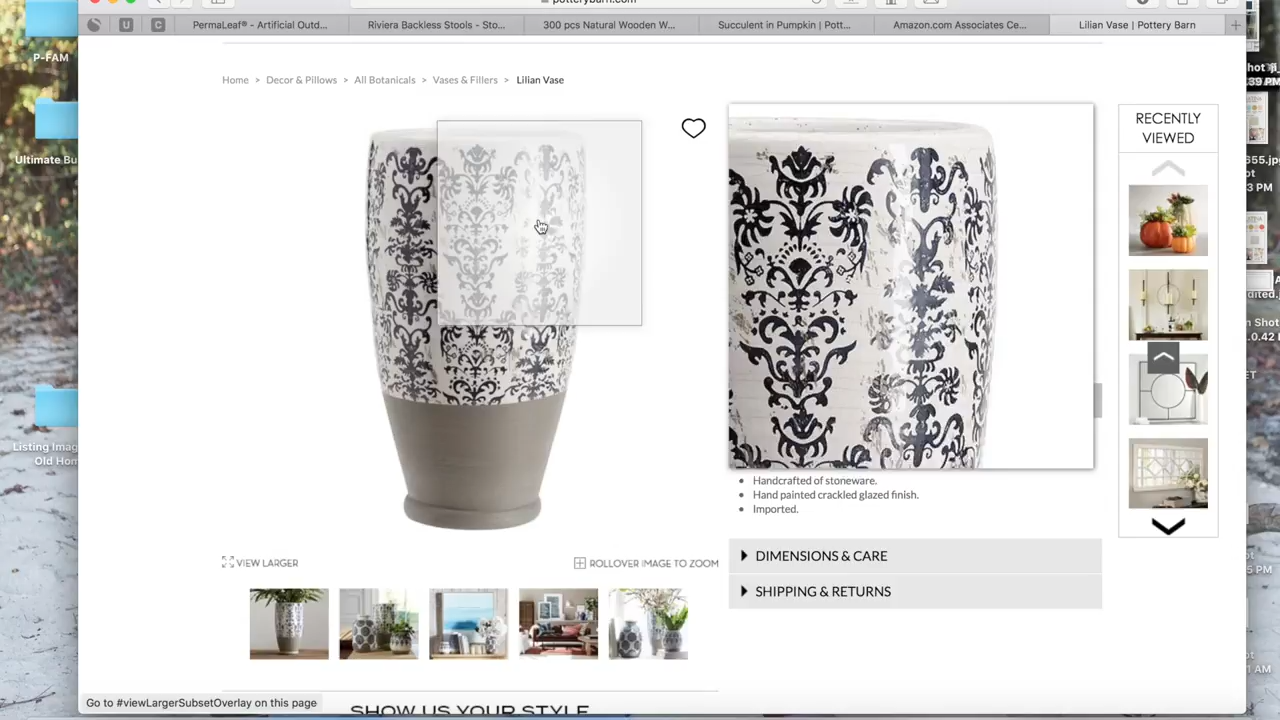 potterybarn.com
PermaLeaf® - Artificial Outd...
Riviera Backless Stools - Sto...
300 pcs Natural Wooden W...
Succulent in Pumpkin | Pott...
Amazon.com Associates Ce...
Lilian Vase | Pottery Barn
P-FAM
Ultimate Bu
Listing Imag
Old Hom
Home > Decor & Pillows > All Botanicals > Vases & Fillers > Lilian Vase
RECENTLY
VIEWED
Handcrafted of stoneware.
Hand painted crackled glazed finish.
Imported.
VIEW LARGER
ROLLOVER IMAGE TO ZOOM
DIMENSIONS & CARE
SHIPPING & RETURNS
SHOW US YOUR STYLE
Go to #viewLargerSubsetOverlay on this page